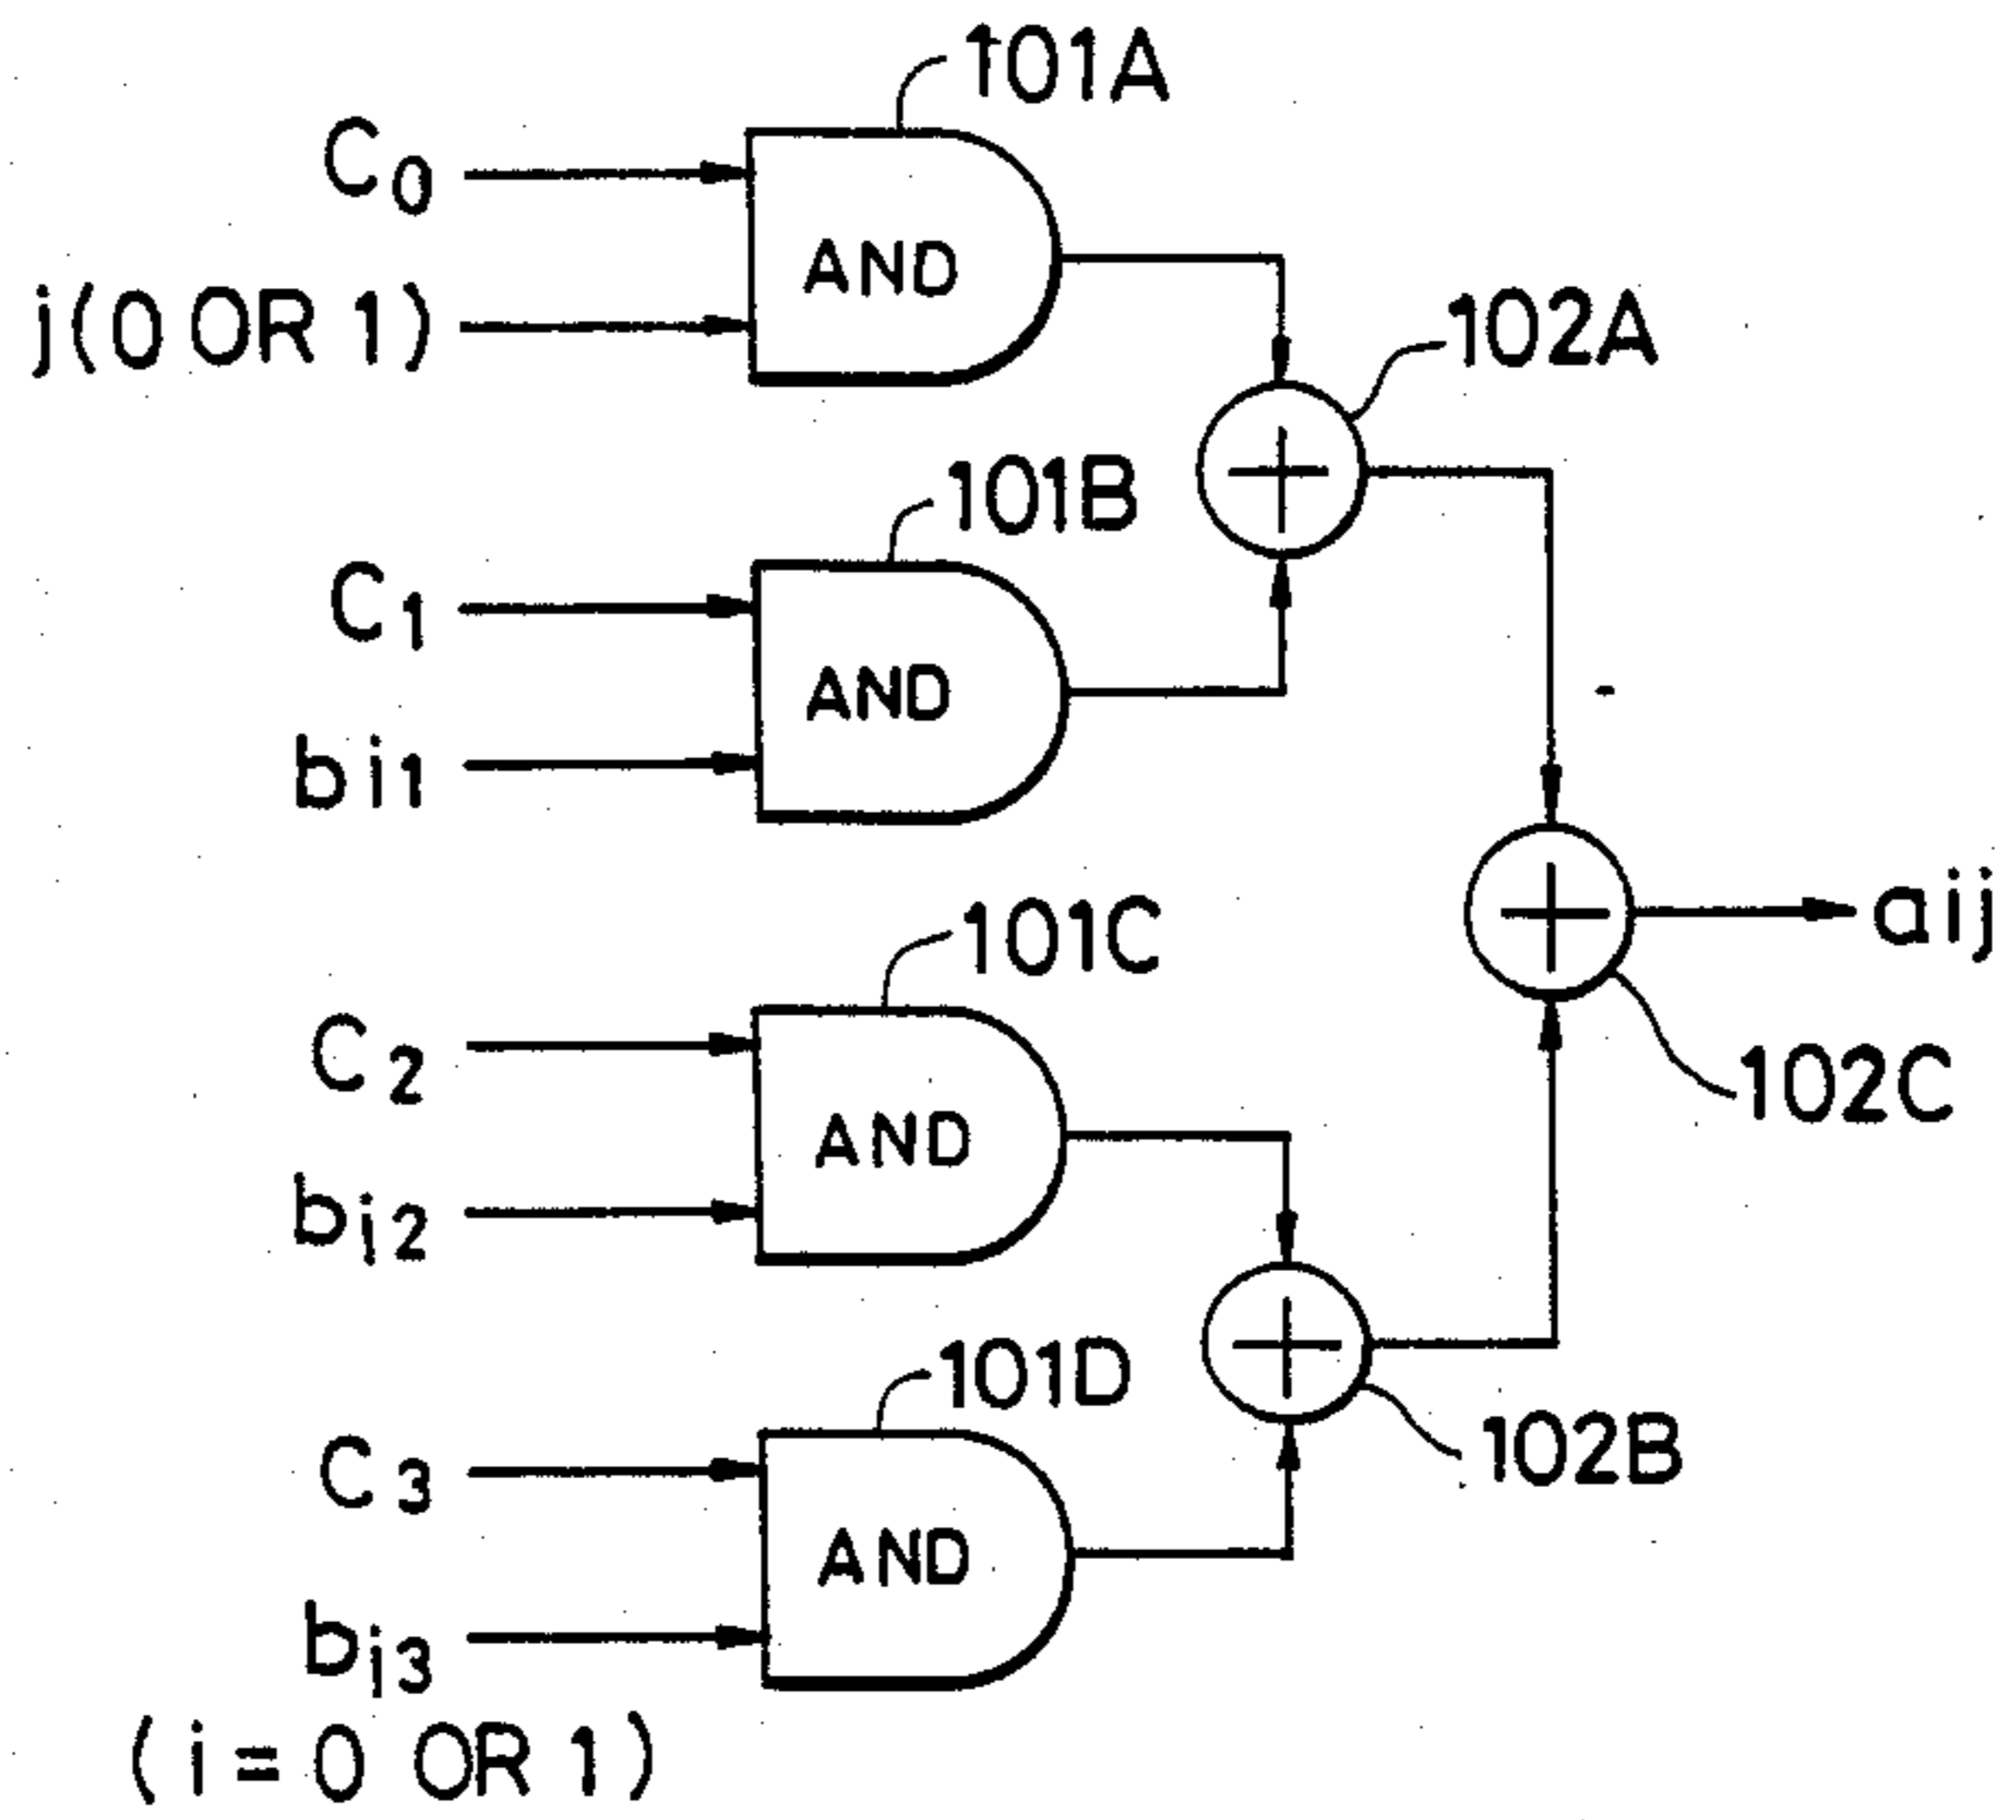 101A
C0
AND
j(0 OR 1)
102A
101B
C1
AND
bi1
aij
101C
C2
102C
AND
bi2
101D
102B
C3
AND
bi3
(i = 0 OR 1)